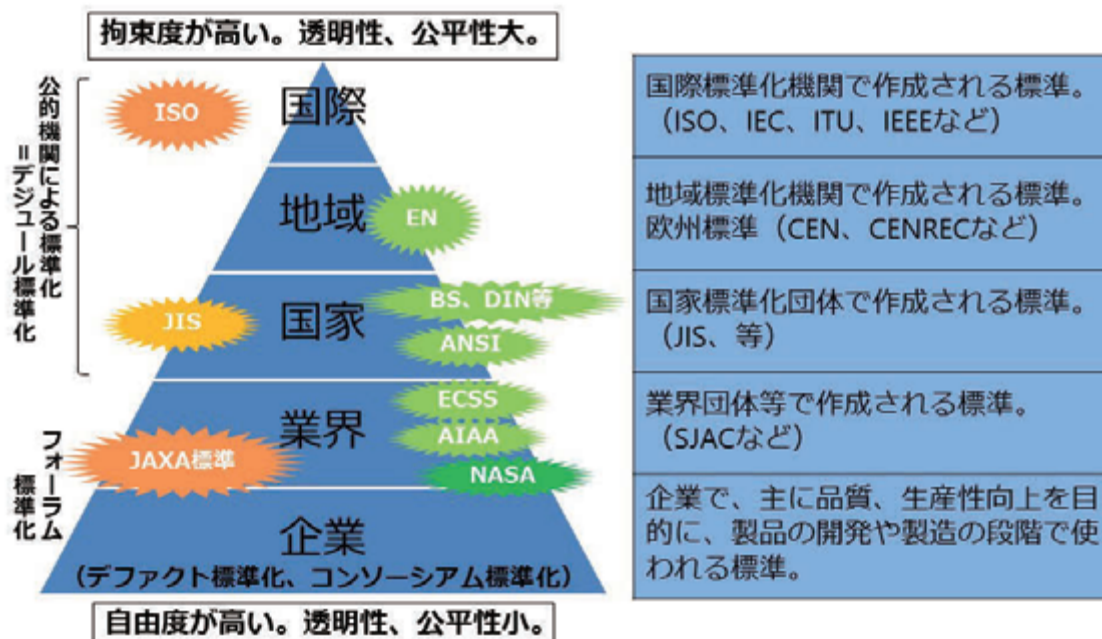 拘束度が高い。透明性、公平性大。
公的機関による標準化
=デジュール標準化
ISO
国際
地域
EN
国家
JIS
BS、DIN等
ANSI
業界
ECSS
AIAA
NASA
JAXA標準
フォーラム
標準化
企業
(デファクト標準化、コンソーシアム標準化)
自由度が高い。透明性、公平性小。
国際標準化機関で作成される標準。
(ISO、IEC、ITU、IEEEなど)
地域標準化機関で作成される標準。
欧州標準(CEN、CENRECなど)
国家標準化団体で作成される標準。
(JIS、等)
業界団体等で作成される標準。
(SJACなど)
企業で、主に品質、生産性向上を目
的に、製品の開発や製造の段階で使
われる標準。